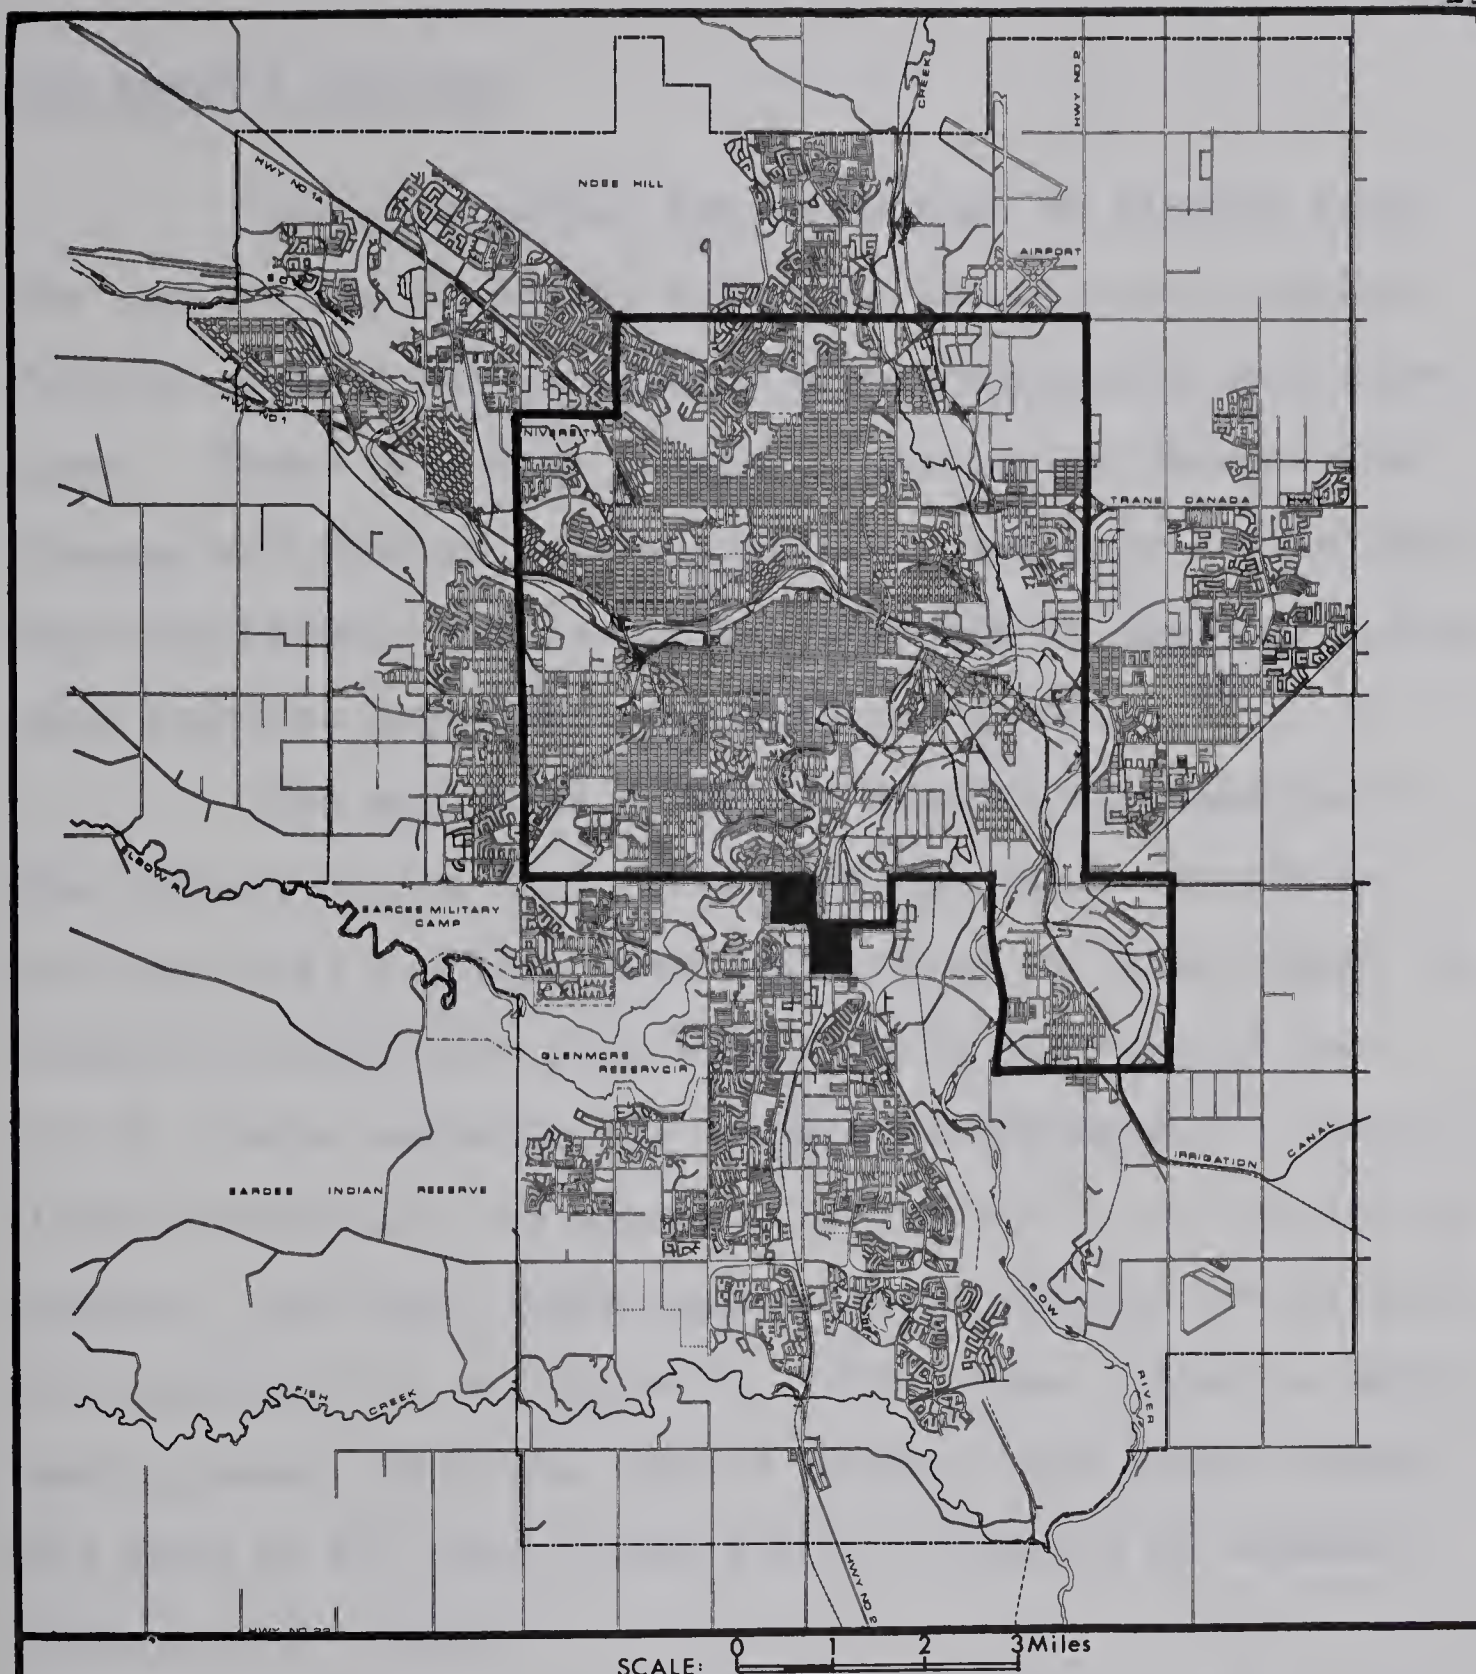 CREEK
HWY NO 2
HWY NO 1A
NOSE HILL
AIRPORT
BOW
HWY NO 1
UNIVERSITY
TRANS CANADA HWY
ELBOW R
SARCEE MILITARY
CAMP
GLENMORE
RESERVOIR
IRRIGATION CANAL
SARCEE INDIAN RESERVE
BOW
RIVER
FISH CREEK
HWY NO 2
HWY NO 22
0 1 2 3 Miles
SCALE: